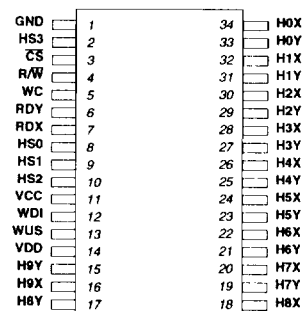 GND 1 34 H0X
HS3 2 33 H0Y
C̅S̅ 3 32 H1X
R/W̅ 4 31 H1Y
WC 5 30 H2X
RDY 6 29 H2Y
RDX 7 28 H3X
HS0 8 27 H3Y
HS1 9 26 H4X
HS2 10 25 H4Y
VCC 11 24 H5X
WDI 12 23 H5Y
WUS 13 22 H6X
VDD 14 21 H6Y
H9Y 15 20 H7X
H9X 16 19 H7Y
H8Y 17 18 H8X